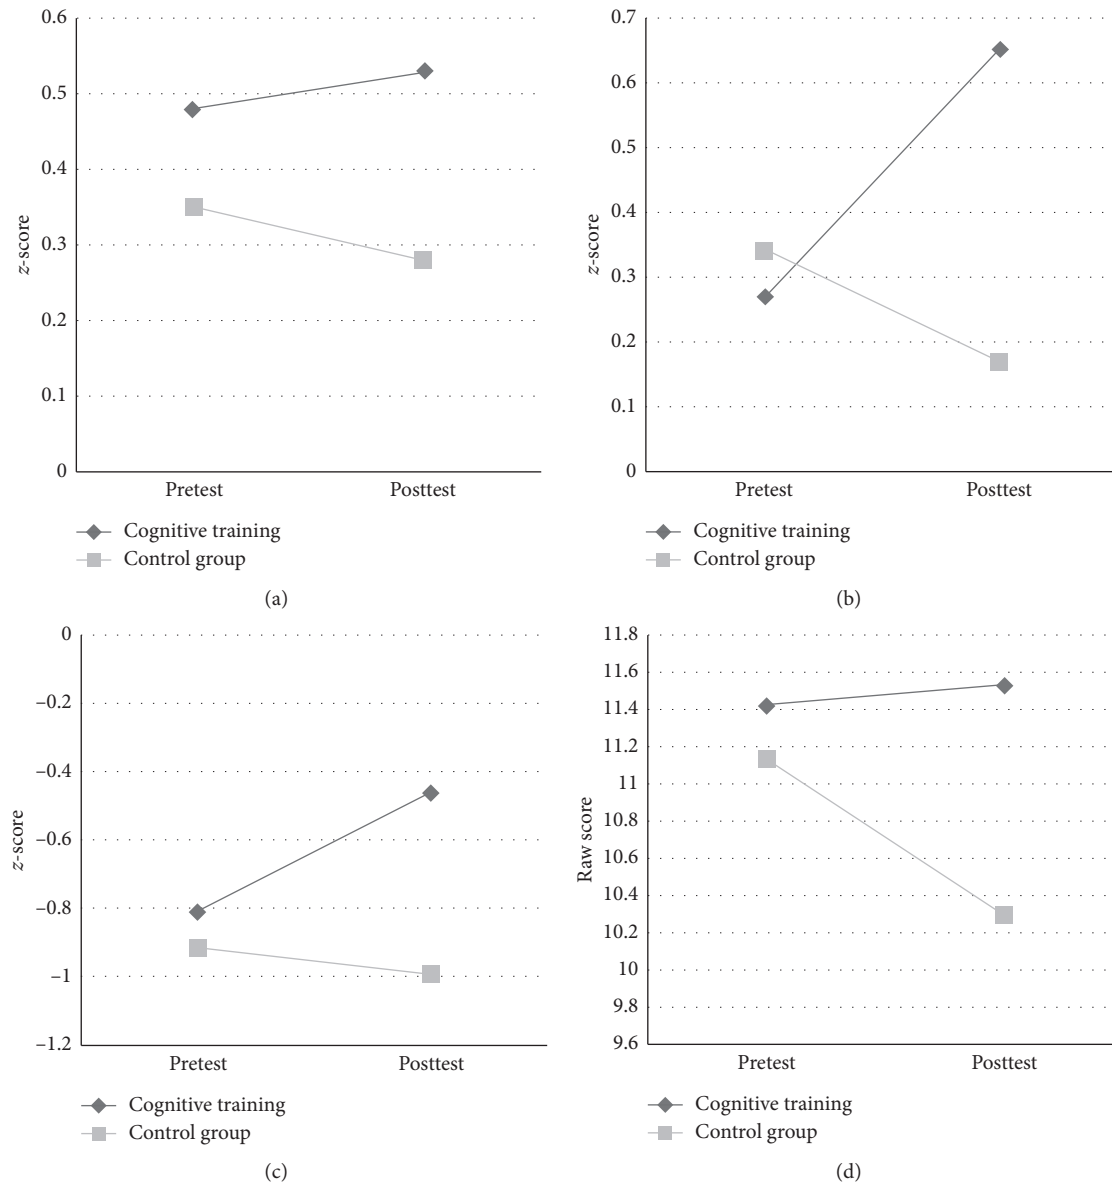 0.6
0.5
0.4
0.3
0.2
0.1
0
z-score
Pretest
Posttest
Cognitive training
Control group
(a)
0.7
0.6
0.5
0.4
0.3
0.2
0.1
0
z-score
Pretest
Posttest
Cognitive training
Control group
(b)
0
–0.2
–0.4
–0.6
–0.8
–1
–1.2
z-score
Pretest
Posttest
Cognitive training
Control group
(c)
11.8
11.6
11.4
11.2
11
10.8
10.6
10.4
10.2
10
9.8
9.6
Raw score
Pretest
Posttest
Cognitive training
Control group
(d)